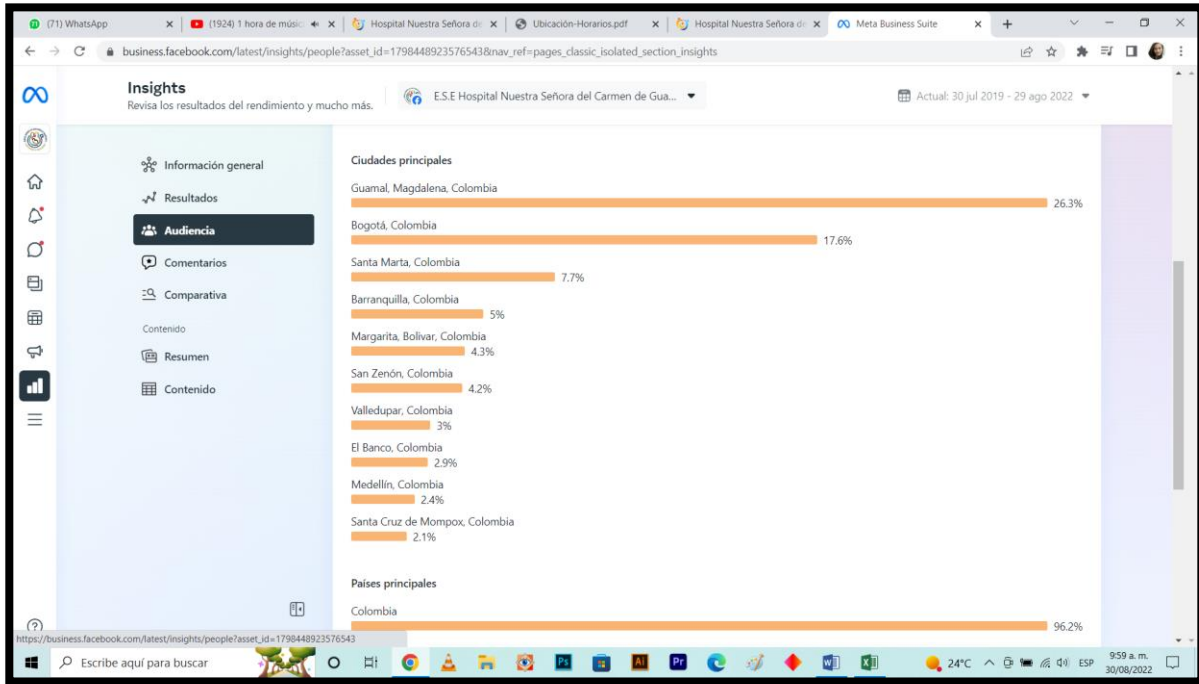 (71) WhatsApp
(1924) 1 hora de músic
Hospital Nuestra Señora de
Ubicación-Horarios.pdf
Hospital Nuestra Señora de
Meta Business Suite
business.facebook.com/latest/insights/people?asset_id=1798448923576543&nav_ref=pages_classic_isolated_section_insights
Insights
Revisa los resultados del rendimiento y mucho más.
E.S.E Hospital Nuestra Señora del Carmen de Gua...
Actual: 30 jul 2019 - 29 ago 2022
Información general
Resultados
Audiencia
Comentarios
Comparativa
Contenido
Resumen
Contenido
Ciudades principales
Guamal, Magdalena, Colombia
26.3%
Bogotá, Colombia
17.6%
Santa Marta, Colombia
7.7%
Barranquilla, Colombia
5%
Margarita, Bolivar, Colombia
4.3%
San Zenón, Colombia
4.2%
Valledupar, Colombia
3%
El Banco, Colombia
2.9%
Medellín, Colombia
2.4%
Santa Cruz de Mompox, Colombia
2.1%
Países principales
Colombia
96.2%
https://business.facebook.com/latest/insights/people?asset_id=1798448923576543
Escribe aquí para buscar
Ps
Ai
Pr
24°C
ESP
9:59 a. m.
30/08/2022